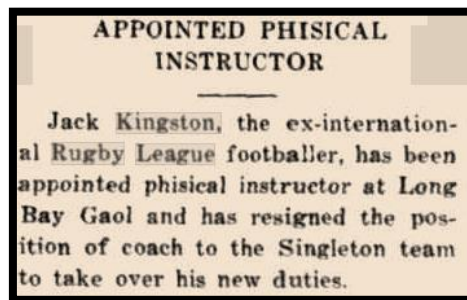 APPOINTED PHISICAL
INSTRUCTOR
Jack Kingston, the ex-internation-
al Rugby League footballer, has been
appointed phisical instructor at Long
Bay Gaol and has resigned the pos-
ition of coach to the Singleton team
to take over his new duties.